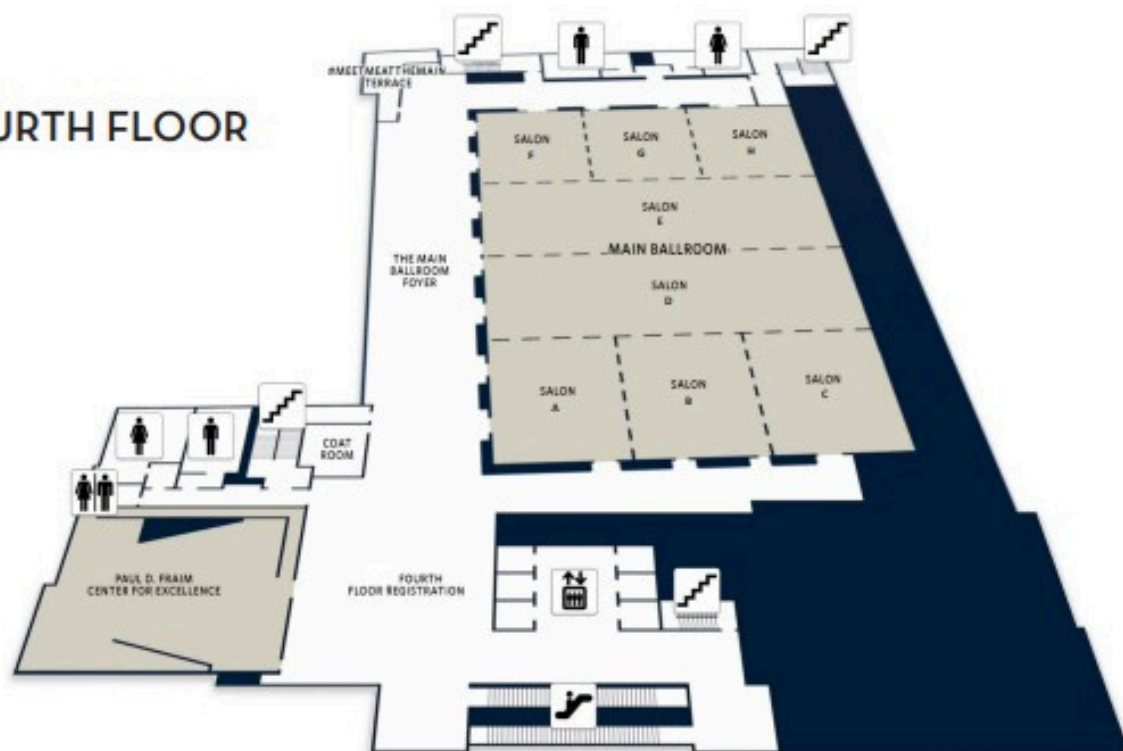 URTH FLOOR
#MEETMEATTHEMAIN
TERRACE
SALON
F
SALON
G
SALON
H
SALON
E
MAIN BALLROOM
THE MAIN
BALLROOM
FOYER
SALON
D
SALON
A
SALON
B
SALON
C
COAT
ROOM
PAUL D. FRAIM
CENTER FOR EXCELLENCE
FOURTH
FLOOR REGISTRATION